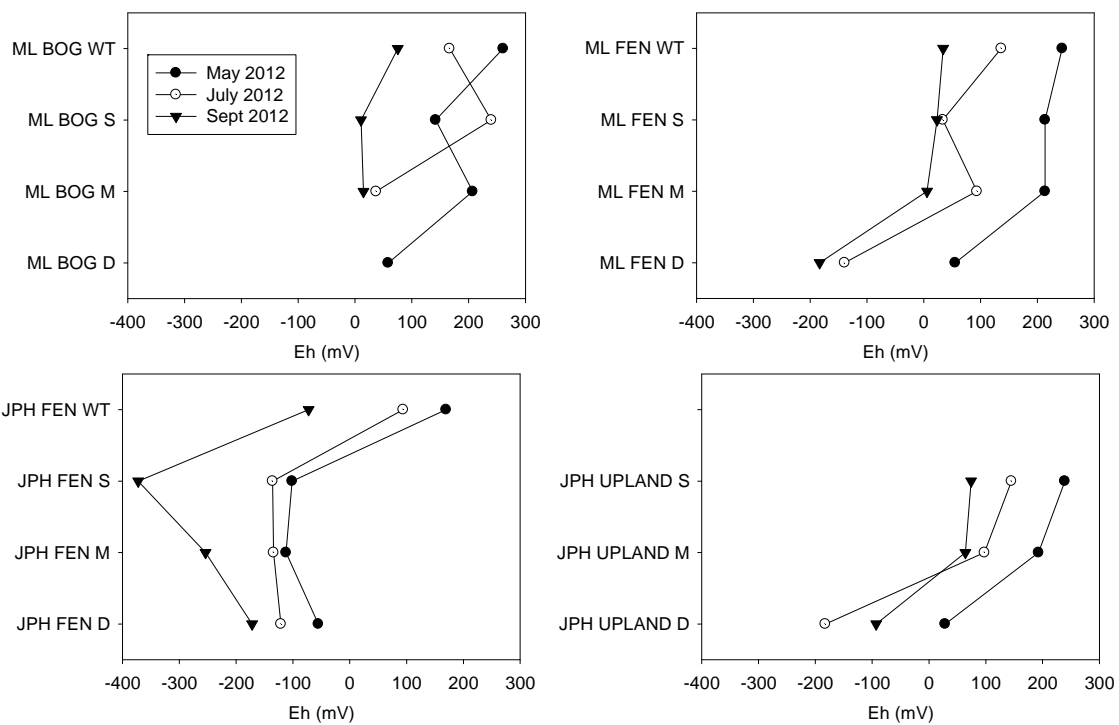 ML BOG WT
ML BOG S
ML BOG M
ML BOG D
May 2012
July 2012
Sept 2012
-400 -300 -200 -100 0 100 200 300
Eh (mV)
ML FEN WT
ML FEN S
ML FEN M
ML FEN D
-400 -300 -200 -100 0 100 200 300
Eh (mV)
JPH FEN WT
JPH FEN S
JPH FEN M
JPH FEN D
-400 -300 -200 -100 0 100 200 300
Eh (mV)
JPH UPLAND S
JPH UPLAND M
JPH UPLAND D
-400 -300 -200 -100 0 100 200 300
Eh (mV)